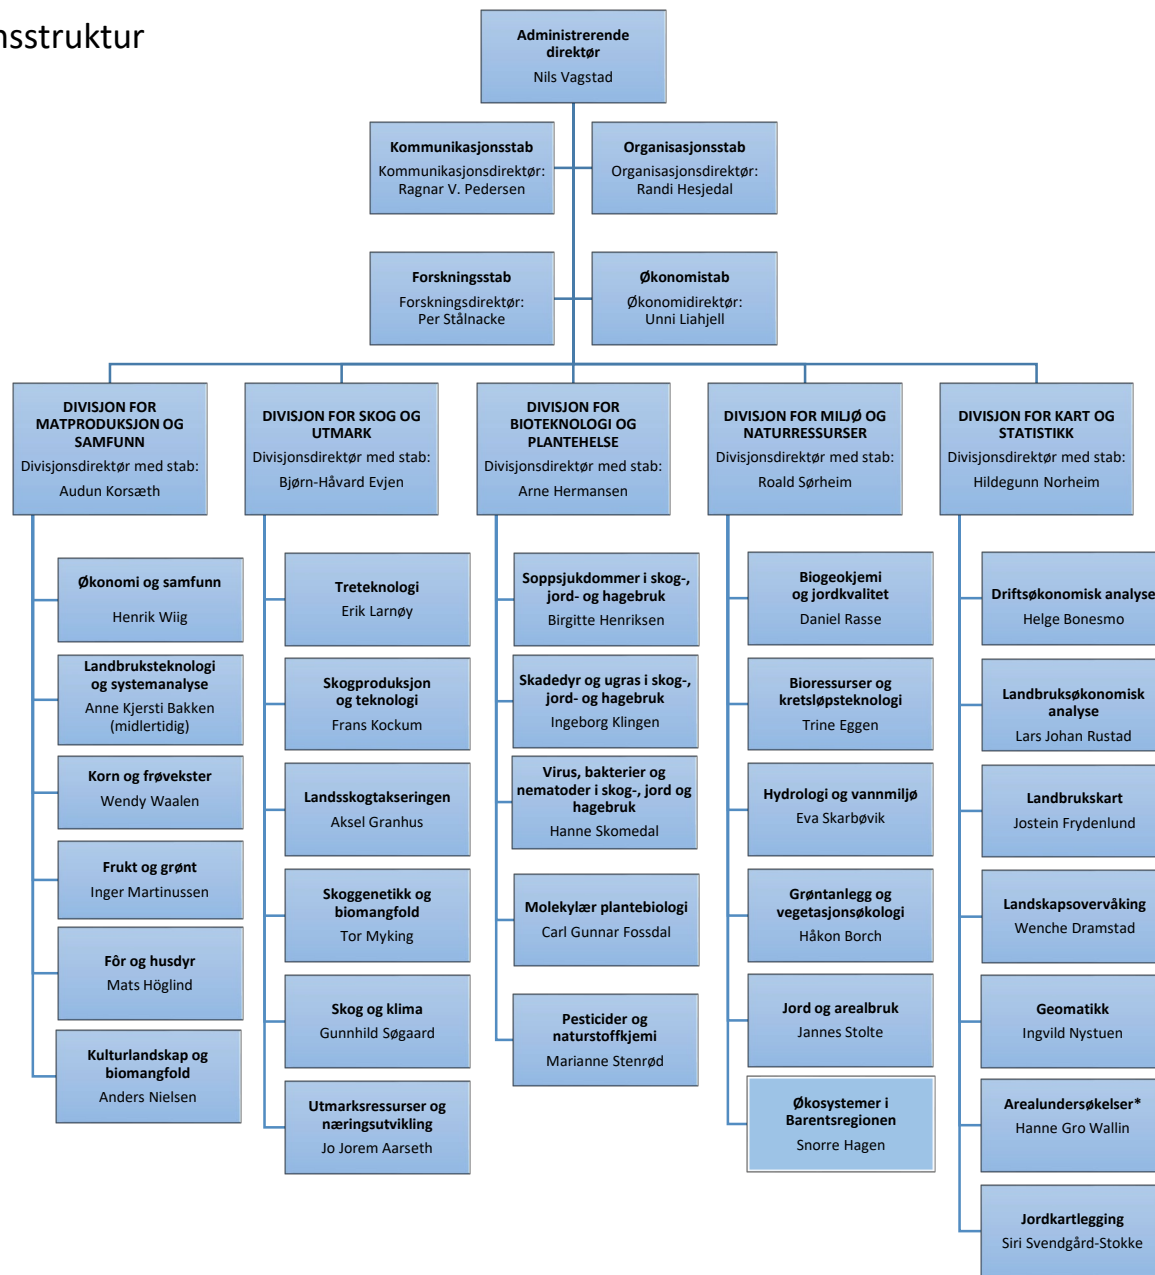 nsstruktur
Administrerende
direktør
Nils Vagstad
Kommunikasjonsstab
Kommunikasjonsdirektør:
Ragnar V. Pedersen
Organisasjonsstab
Organisasjonsdirektør:
Randi Hesjedal
Forskningsstab
Forskningsdirektør:
Per Stålnacke
Økonomistab
Økonomidirektør:
Unni Liahjell
DIVISJON FOR
MATPRODUKSJON OG
SAMFUNN
Divisjonsdirektør med stab:
Audun Korsæth
DIVISJON FOR SKOG OG
UTMARK
Divisjonsdirektør med stab:
Bjørn-Håvard Evjen
DIVISJON FOR
BIOTEKNOLOGI OG
PLANTEHELSE
Divisjonsdirektør med stab:
Arne Hermansen
DIVISJON FOR MILJØ OG
NATURRESSURSER
Divisjonsdirektør med stab:
Roald Sørheim
DIVISJON FOR KART OG
STATISTIKK
Divisjonsdirektør med stab:
Hildegunn Norheim
Økonomi og samfunn
Henrik Wiig
Landbruksteknologi
og systemanalyse
Anne Kjersti Bakken
(midlertidig)
Korn og frøvekster
Wendy Waalen
Frukt og grønt
Inger Martinussen
Fôr og husdyr
Mats Höglind
Kulturlandskap og
biomangfold
Anders Nielsen
Treteknologi
Erik Larnøy
Skogproduksjon
og teknologi
Frans Kockum
Landsskogtakseringen
Aksel Granhus
Skoggenetikk og
biomangfold
Tor Myking
Skog og klima
Gunnhild Søgaard
Utmarksressurser og
næringsutvikling
Jo Jorem Aarseth
Soppsjukdommer i skog-,
jord- og hagebruk
Birgitte Henriksen
Skadedyr og ugras i skog-,
jord- og hagebruk
Ingeborg Klingen
Virus, bakterier og
nematoder i skog-, jord og
hagebruk
Hanne Skomedal
Molekylær plantebiologi
Carl Gunnar Fossdal
Pesticider og
naturstoffkjemi
Marianne Stenrød
Biogeokjemi
og jordkvalitet
Daniel Rasse
Bioressurser og
kretsløpsteknologi
Trine Eggen
Hydrologi og vannmiljø
Eva Skarbøvik
Grøntanlegg og
vegetasjonsøkologi
Håkon Borch
Jord og arealbruk
Jannes Stolte
Økosystemer i
Barentsregionen
Snorre Hagen
Driftsøkonomisk analyse
Helge Bonesmo
Landbruksøkonomisk
analyse
Lars Johan Rustad
Landbrukskart
Jostein Frydenlund
Landskapsovervåking
Wenche Dramstad
Geomatikk
Ingvild Nystuen
Arealundersøkelser*
Hanne Gro Wallin
Jordkartlegging
Siri Svendgård-Stokke